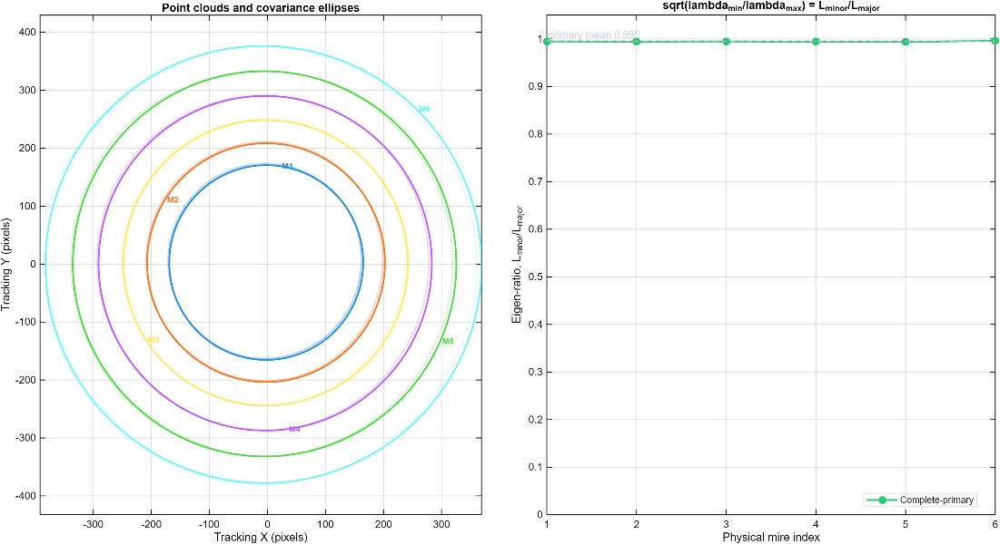 Point clouds and covariance ellipses
400
300
200
100
0
-100
-200
-300
-400
-300
-200
-100
0
100
200
300
Tracking X (pixels)
Tracking Y (pixels)
M6
M1
M2
M3
M5
M4
sqrt(lambda_min/lambda_max) = L_minor/L_major
primary mean 0.995
1
0.9
0.8
0.7
0.6
0.5
0.4
0.3
0.2
0.1
0
1
2
3
4
5
6
Eigen-ratio, L_minor/L_major
Physical mire index
Complete-primary